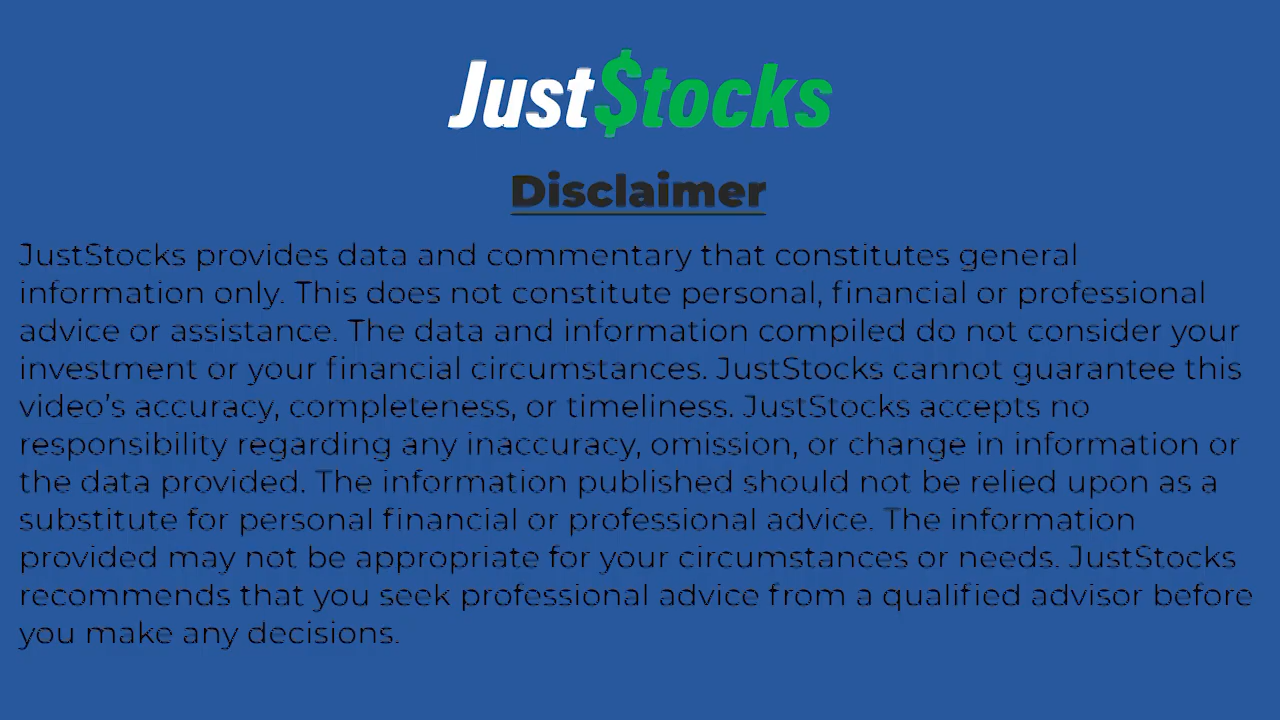 Just$tocks
Disclaimer
JustStocks provides data and commentary that constitutes general
information only. This does not constitute personal, financial or professional
advice or assistance. The data and information compiled do not consider your
investment or your financial circumstances. JustStocks cannot guarantee this
video's accuracy, completeness, or timeliness. JustStocks accepts no
responsibility regarding any inaccuracy, omission, or change in information or
the data provided. The information published should not be relied upon as a
substitute for personal financial or professional advice. The information
provided may not be appropriate for your circumstances or needs. JustStocks
recommends that you seek professional advice from a qualified advisor before
you make any decisions.